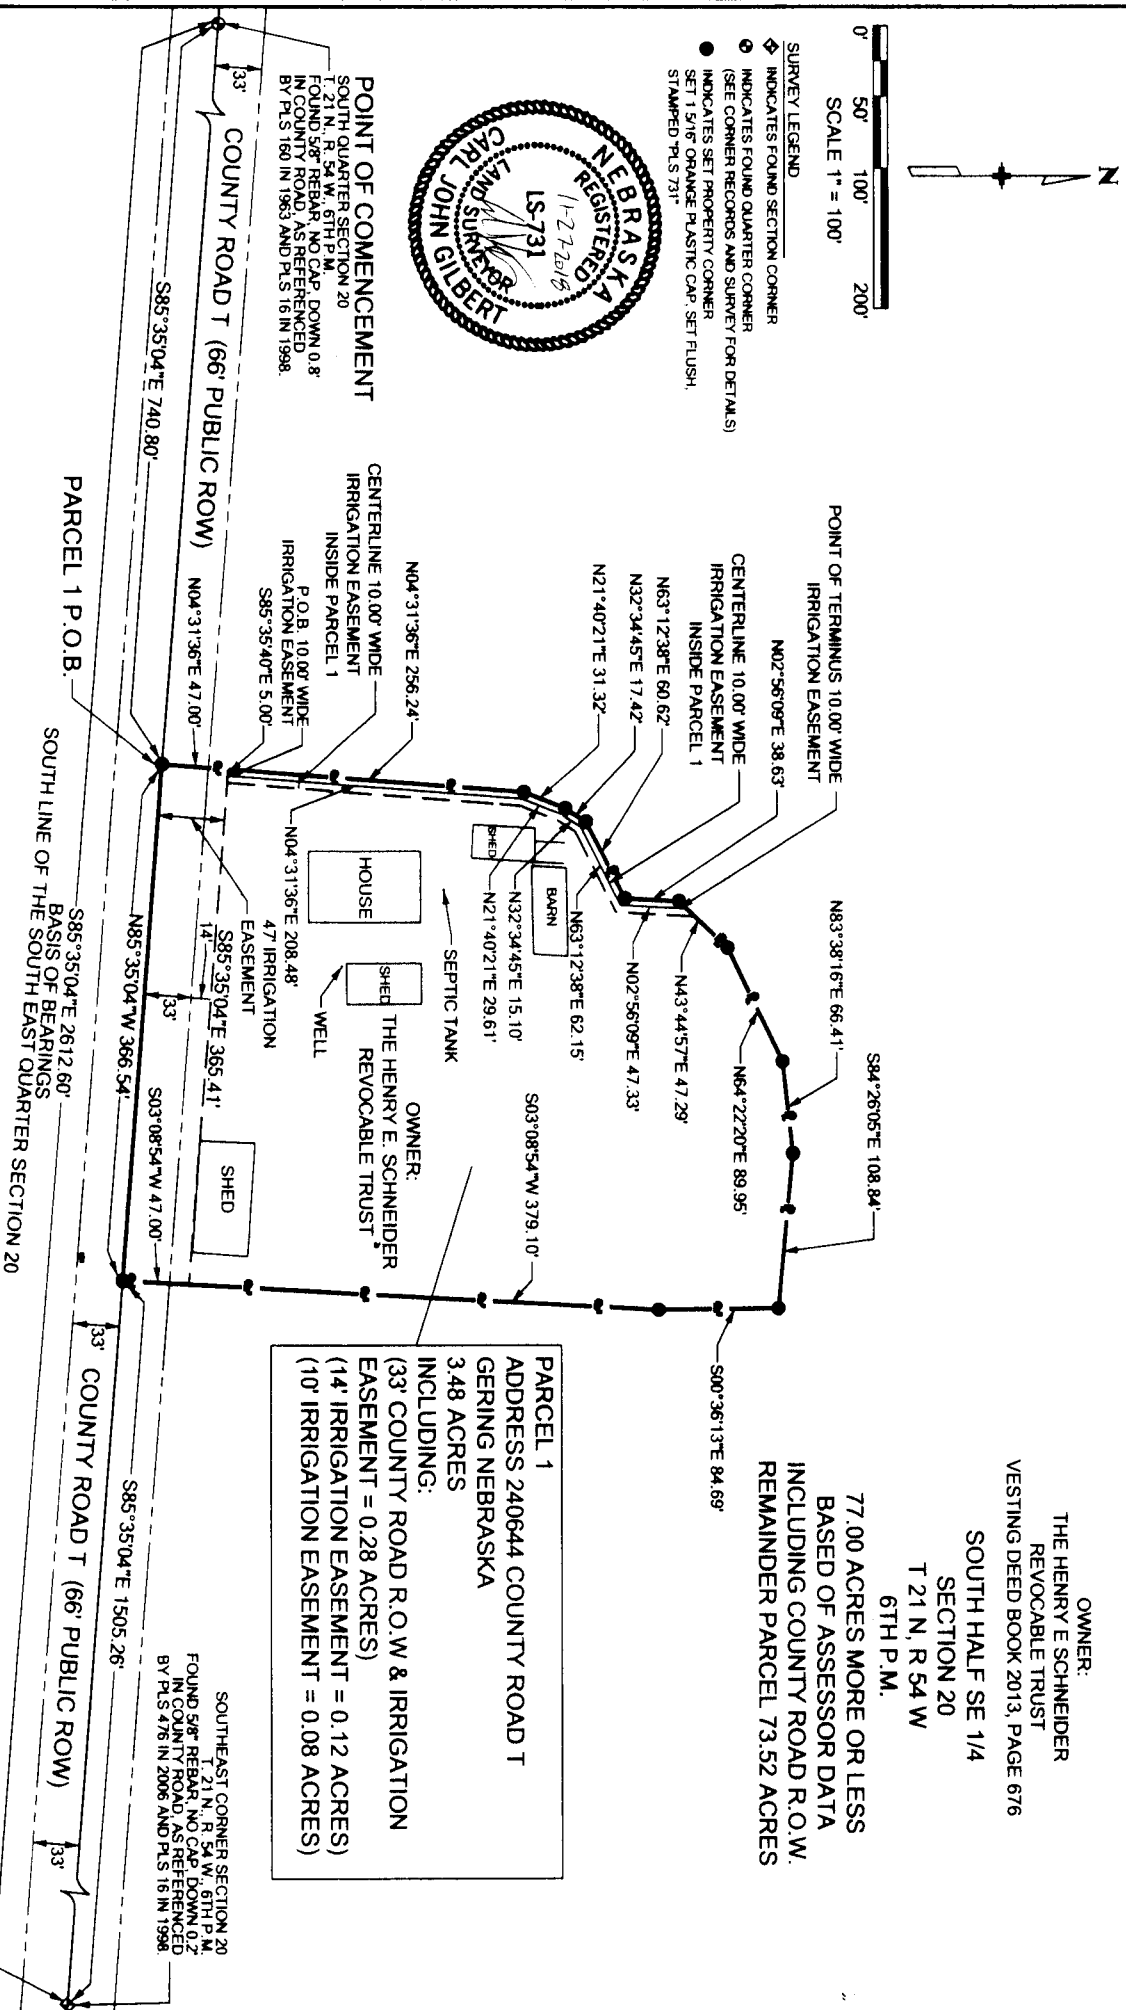 N
0'
50'
100'
200'
SCALE 1" = 100'
SURVEY LEGEND
INDICATES FOUND SECTION CORNER
INDICATES FOUND QUARTER CORNER
(SEE CORNER RECORDS AND SURVEY FOR DETAILS)
INDICATES SET PROPERTY CORNER
SET 1 5/16" ORANGE PLASTIC CAP, SET FLUSH,
STAMPED "PLS 731"
NEBRASKA
REGISTERED
11-27-2018
LS-731
LAND SURVEYOR
CARL JOHN GILBERT
POINT OF COMENCEMENT
SOUTH QUARTER SECTION 20
T. 21 N., R. 54 W., 6TH P.M.
FOUND 5/8" REBAR, NO CAP, DOWN 0.8'
IN COUNTY ROAD, AS REFERENCED
BY PLS 160 IN 1963 AND PLS 16 IN 1998.
33'
COUNTY ROAD T (66' PUBLIC ROW)
S85°35'04"E 740.80'
PARCEL 1 P.O.B.
POINT OF TERMINUS 10.00' WIDE
IRRIGATION EASEMENT
N02°56'09"E 38.63'
CENTERLINE 10.00' WIDE
IRRIGATION EASEMENT
INSIDE PARCEL 1
N63°12'38"E 60.62'
N32°34'45"E 17.42'
N21°40'21"E 31.32'
N04°31'36"E 256.24'
CENTERLINE 10.00' WIDE
IRRIGATION EASEMENT
INSIDE PARCEL 1
P.O.B. 10.00' WIDE
IRRIGATION EASEMENT
S85°35'40"E 5.00'
N04°31'36"E 47.00'
N83°38'16"E 66.41'
S84°26'05"E 108.84'
N64°22'20"E 89.95'
N43°44'57"E 47.29'
N02°56'09"E 47.33'
N63°12'38"E 62.15'
BARN
SHED
N32°34'45"E 15.10'
N21°40'21"E 29.61'
SEPTIC TANK
HOUSE
SHED
WELL
N04°31'36"E 208.48'
47' IRRIGATION
EASEMENT
S85°35'04"E 365.41'
14'
33'
N85°35'04"W 366.54'
SHED
S03°08'54"W 47.00'
OWNER:
THE HENRY E. SCHNEIDER
REVOCABLE TRUST
S03°08'54"W 379.10'
S00°36'13"E 84.69'
OWNER:
THE HENRY E SCHNEIDER
REVOCABLE TRUST
VESTING DEED BOOK 2013, PAGE 676
SOUTH HALF SE 1/4
SECTION 20
T 21 N, R 54 W
6TH P.M.
77.00 ACRES MORE OR LESS
BASED OF ASSESSOR DATA
INCLUDING COUNTY ROAD R.O.W.
REMAINDER PARCEL 73.52 ACRES
PARCEL 1
ADDRESS 240644 COUNTY ROAD T
GERING NEBRASKA
3.48 ACRES
INCLUDING:
(33' COUNTY ROAD R.O.W & IRRIGATION
EASEMENT = 0.28 ACRES)
(14' IRRIGATION EASEMENT = 0.12 ACRES)
(10' IRRIGATION EASEMENT = 0.08 ACRES)
SOUTHEAST CORNER SECTION 20
T. 21 N., R. 54 W., 6TH P.M.
FOUND 5/8" REBAR, NO CAP, DOWN 0.2'
IN COUNTY ROAD, AS REFERENCED
BY PLS 476 IN 2006 AND PLS 16 IN 1998.
S85°35'04"E 1505.26'
33'
COUNTY ROAD T (66' PUBLIC ROW)
33'
S85°35'04"E 2612.60'
BASIS OF BEARINGS
SOUTH LINE OF THE SOUTH EAST QUARTER SECTION 20